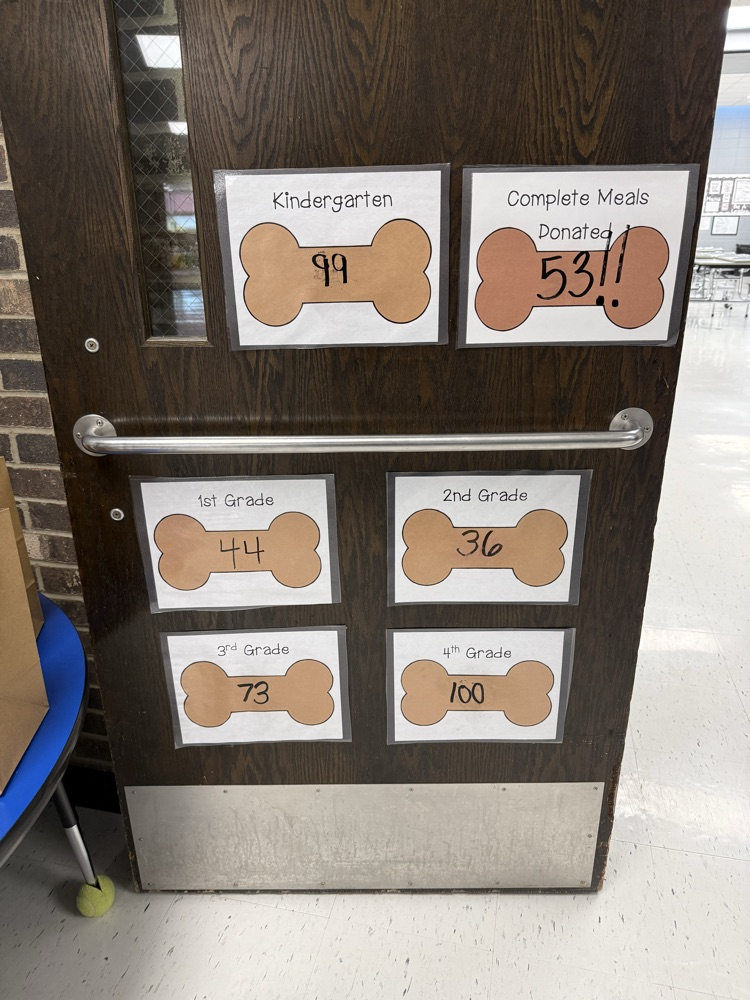 Kindergarten
99
Complete Meals
Donated
53!!
1st Grade
44
2nd Grade
36
3rd Grade
73
4th Grade
100